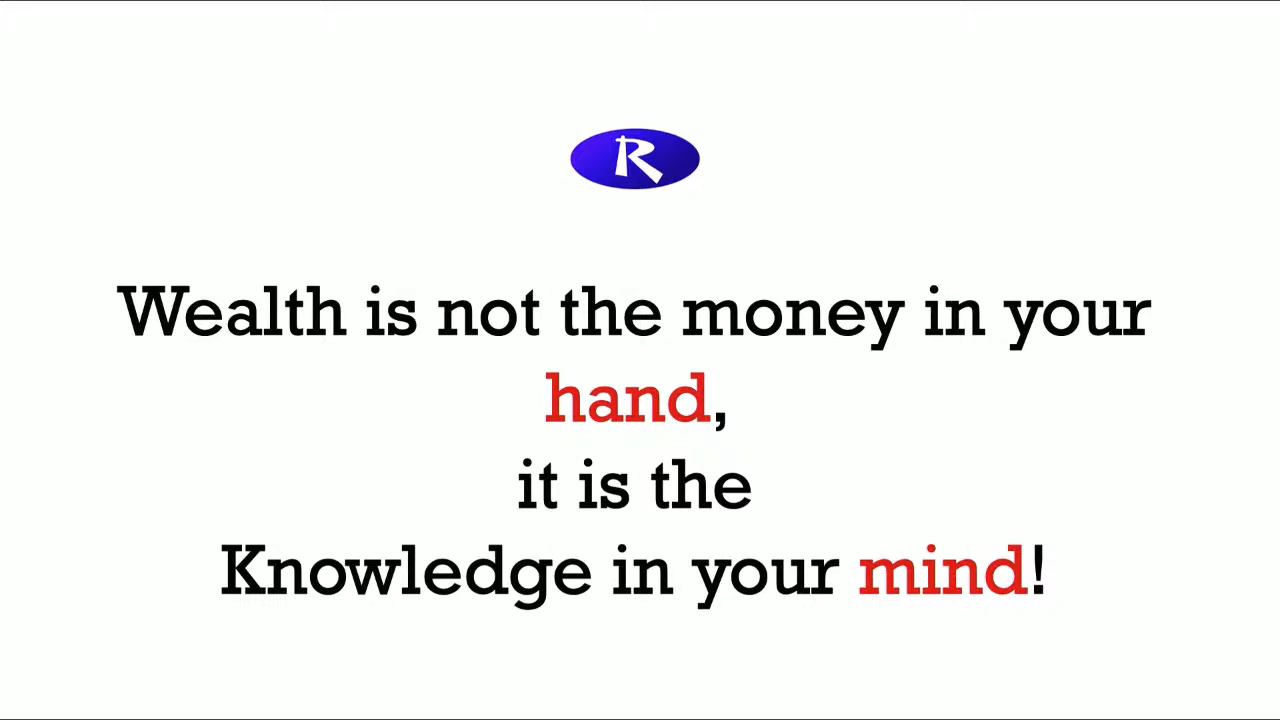 R
Wealth is not the money in your
hand,
it is the
Knowledge in your mind!